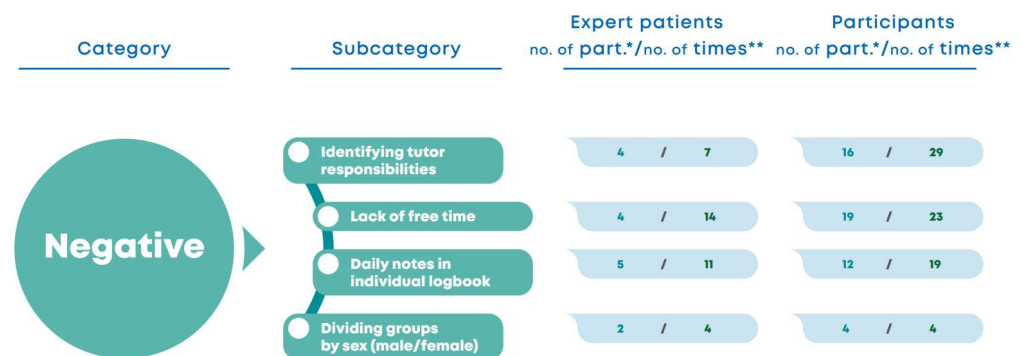 Category
Subcategory
Expert patients
no. of part.*/no. of times**
Participants
no. of part.*/no. of times**
Negative
Identifying tutor
responsibilities
4 / 7
16 / 29
Lack of free time
4 / 14
19 / 23
Daily notes in
individual logbook
5 / 11
12 / 19
Dividing groups
by sex (male/female)
2 / 4
4 / 4